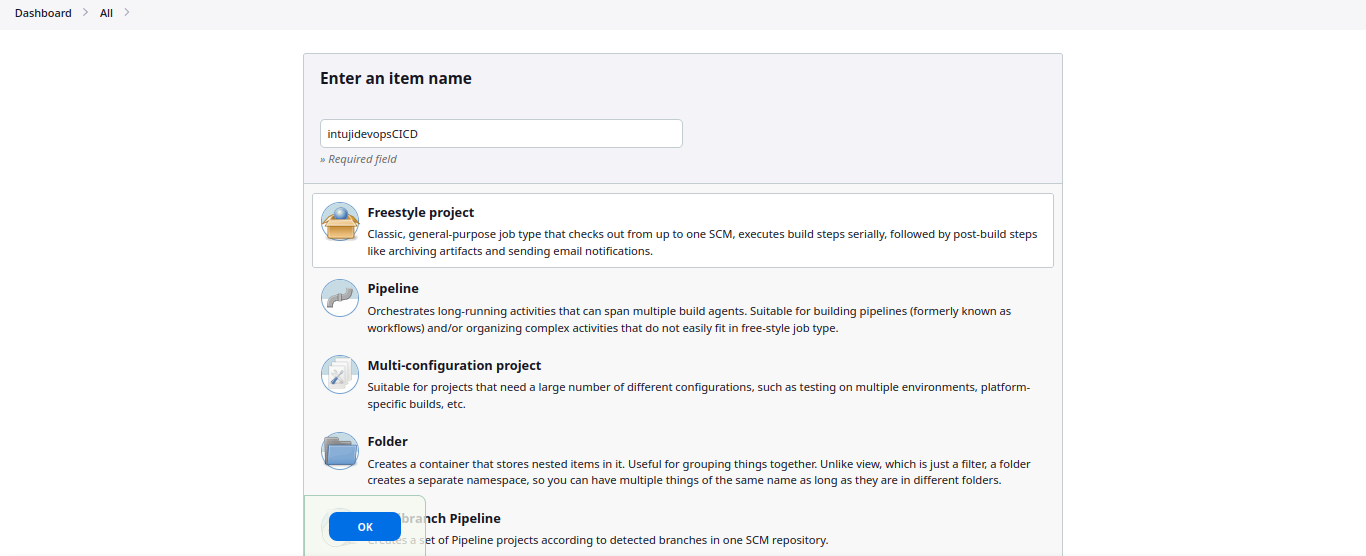 Dashboard > All >
Enter an item name
intujidevopsCICD
» Required field
Freestyle project
Classic, general-purpose job type that checks out from up to one SCM, executes build steps serially, followed by post-build steps
like archiving artifacts and sending email notifications.
Pipeline
Orchestrates long-running activities that can span multiple build agents. Suitable for building pipelines (formerly known as
workflows) and/or organizing complex activities that do not easily fit in free-style job type.
Multi-configuration project
Suitable for projects that need a large number of different configurations, such as testing on multiple environments, platform-
specific builds, etc.
Folder
Creates a container that stores nested items in it. Useful for grouping things together. Unlike view, which is just a filter, a folder
creates a separate namespace, so you can have multiple things of the same name as long as they are in different folders.
branch Pipeline
OK
Creates a set of Pipeline projects according to detected branches in one SCM repository.